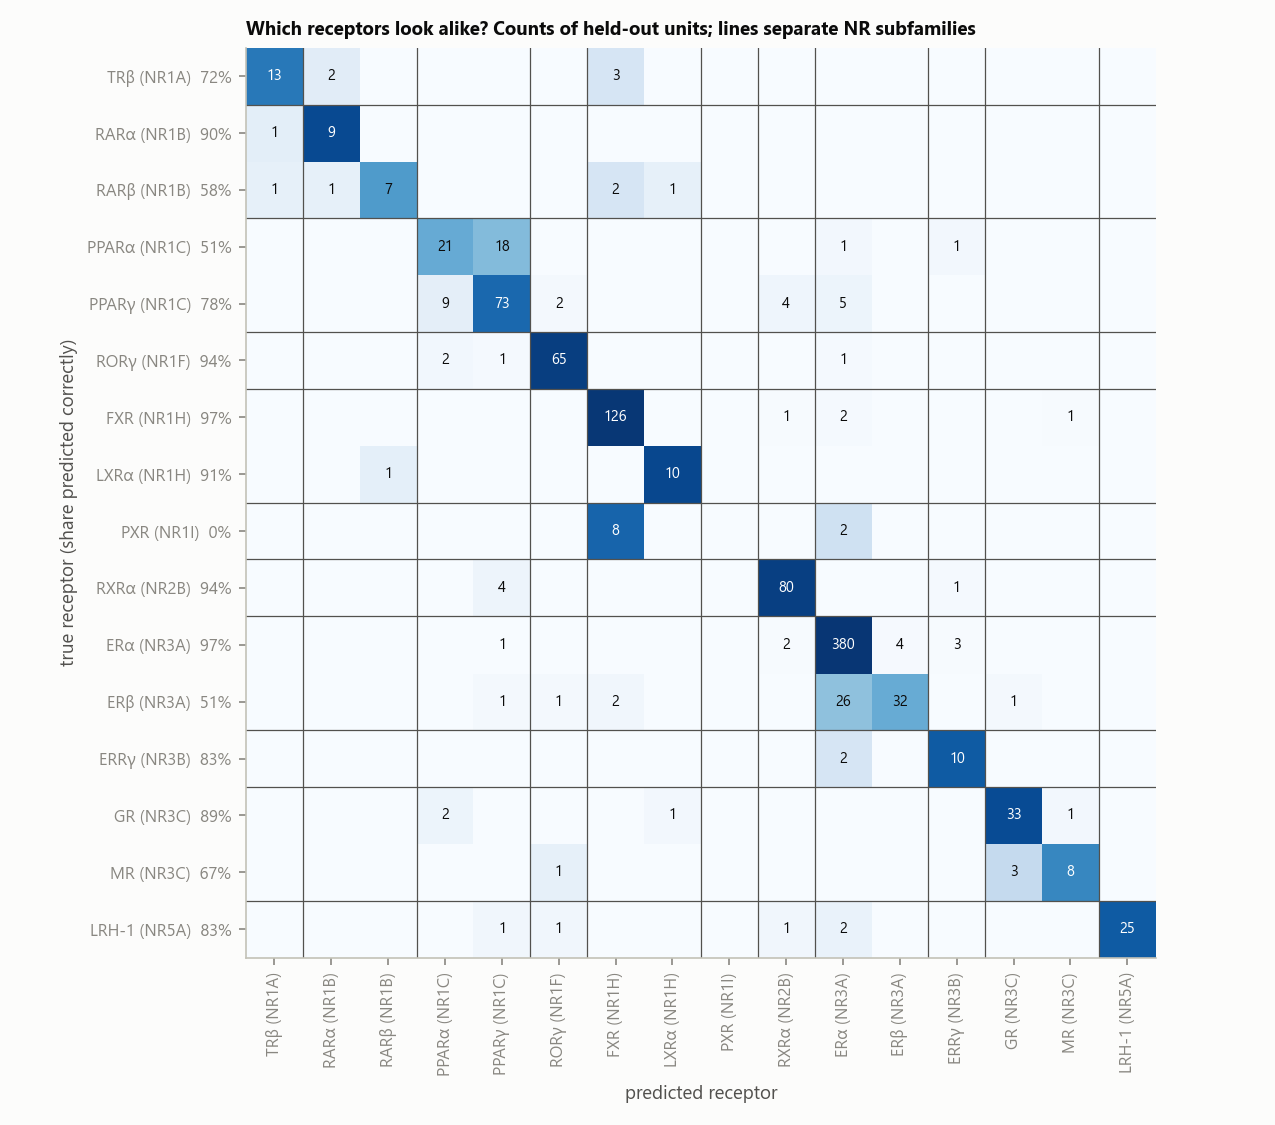 Which receptors look alike? Counts of held-out units; lines separate NR subfamilies
true receptor (share predicted correctly)
TRβ (NR1A) 72% 13 2 3
RARα (NR1B) 90% 1 9
RARβ (NR1B) 58% 1 1 7 2 1
PPARα (NR1C) 51% 21 18 1 1
PPARγ (NR1C) 78% 9 73 2 4 5
RORγ (NR1F) 94% 2 1 65 1
FXR (NR1H) 97% 126 1 2 1
LXRα (NR1H) 91% 1 10
PXR (NR1I) 0% 8 2
RXRα (NR2B) 94% 4 80 1
ERα (NR3A) 97% 1 2 380 4 3
ERβ (NR3A) 51% 1 1 2 26 32 1
ERRγ (NR3B) 83% 2 10
GR (NR3C) 89% 2 1 33 1
MR (NR3C) 67% 1 3 8
LRH-1 (NR5A) 83% 1 1 1 2 25
TRβ (NR1A)
RARα (NR1B)
RARβ (NR1B)
PPARα (NR1C)
PPARγ (NR1C)
RORγ (NR1F)
FXR (NR1H)
LXRα (NR1H)
PXR (NR1I)
RXRα (NR2B)
ERα (NR3A)
ERβ (NR3A)
ERRγ (NR3B)
GR (NR3C)
MR (NR3C)
LRH-1 (NR5A)
predicted receptor